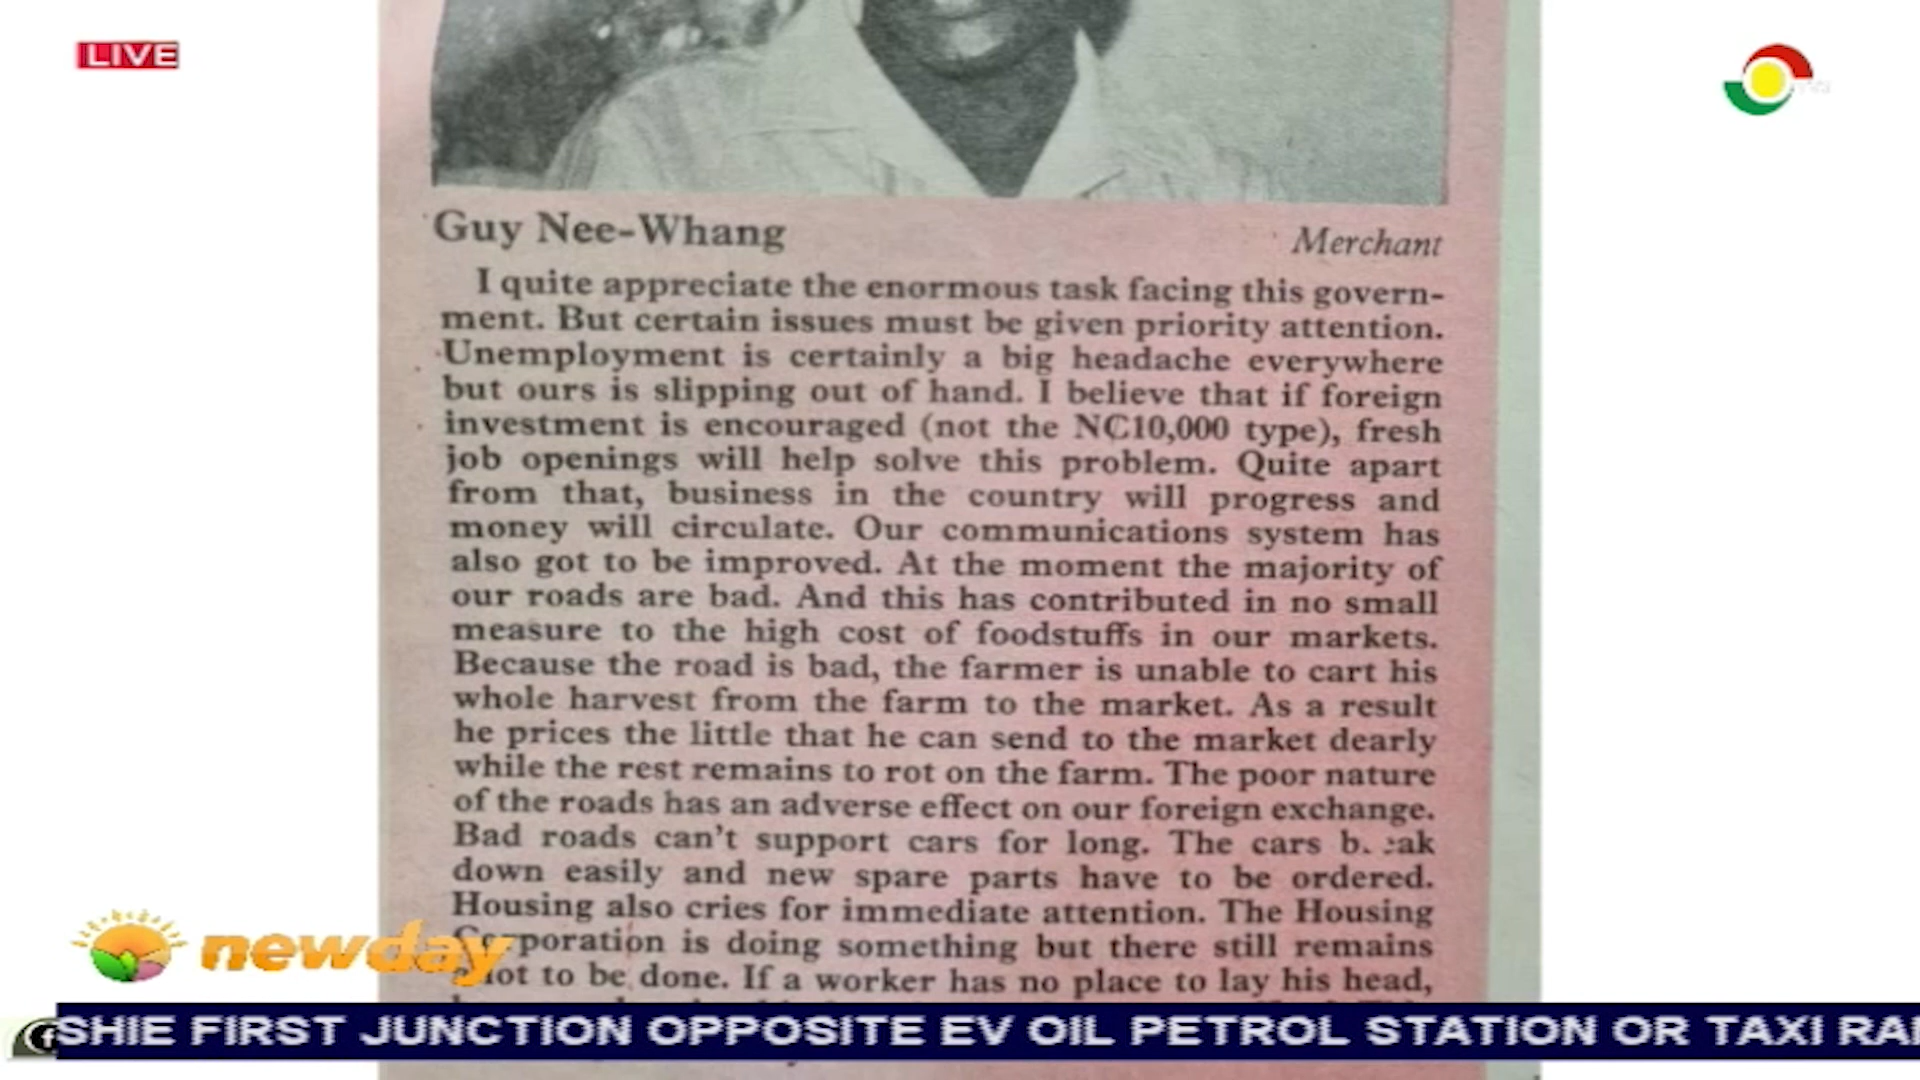 LIVE
Guy Nee-Whang
Merchant
I quite appreciate the enormous task facing this govern-
ment. But certain issues must be given priority attention.
Unemployment is certainly a big headache everywhere
but ours is slipping out of hand. I believe that if foreign
investment is encouraged (not the N₵10,000 type), fresh
job openings will help solve this problem. Quite apart
from that, business in the country will progress and
money will circulate. Our communications system has
also got to be improved. At the moment the majority of
our roads are bad. And this has contributed in no small
measure to the high cost of foodstuffs in our markets.
Because the road is bad, the farmer is unable to cart his
whole harvest from the farm to the market. As a result
he prices the little that he can send to the market dearly
while the rest remains to rot on the farm. The poor nature
of the roads has an adverse effect on our foreign exchange.
Bad roads can't support cars for long. The cars break
down easily and new spare parts have to be ordered.
Housing also cries for immediate attention. The Housing
Corporation is doing something but there still remains
a lot to be done. If a worker has no place to lay his head,
newday
SHIE FIRST JUNCTION OPPOSITE EV OIL PETROL STATION OR TAXI RA